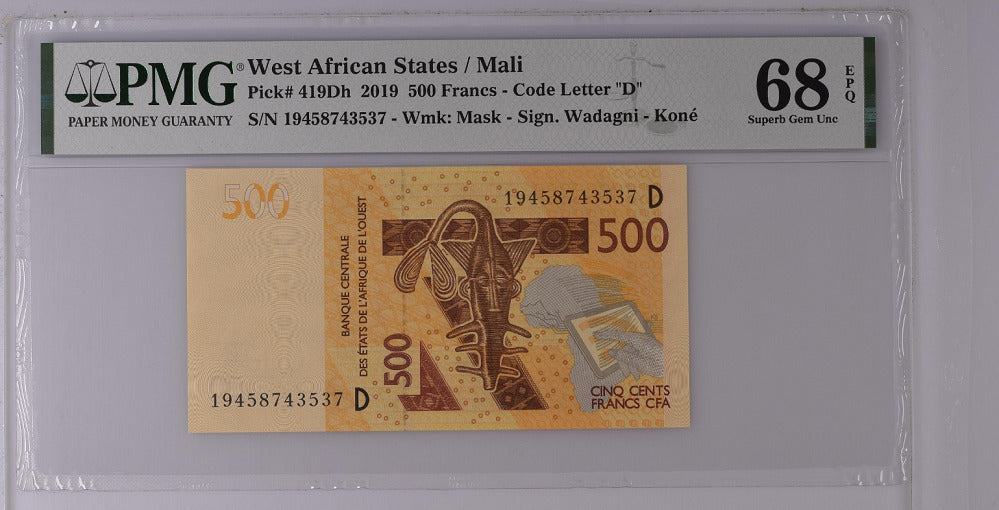 PMG®
PAPER MONEY GUARANTY
West African States / Mali
Pick# 419Dh 2019 500 Francs - Code Letter "D"
S/N 19458743537 - Wmk: Mask - Sign. Wadagni - Koné
68 EPQ
Superb Gem Unc
500
19458743537 D
500
BANQUE CENTRALE
DES ÉTATS DE L'AFRIQUE DE L'OUEST
500
19458743537 D
CINQ CENTS
FRANCS CFA